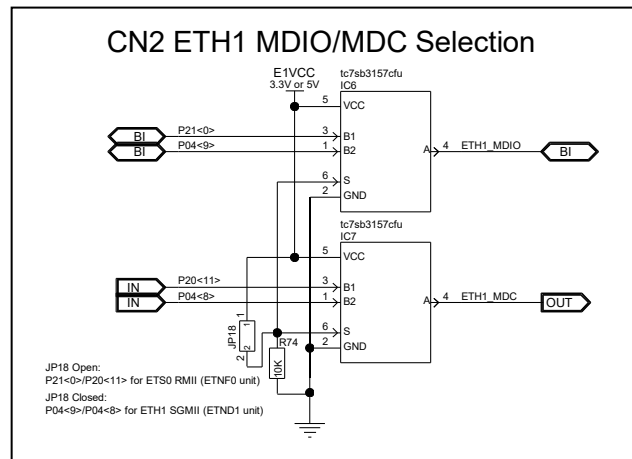 CN2 ETH1 MDIO/MDC Selection
E1VCC
3.3V or 5V
tc7sb3157cfu
IC6
5 VCC
BI P21<0> 3 B1
BI P04<9> 1 B2
A 4 ETH1_MDIO BI
6 S
2 GND
tc7sb3157cfu
IC7
5 VCC
IN P20<11> 3 B1
IN P04<8> 1 B2
A 4 ETH1_MDC OUT
JP18 1 1 2 2
6 S
R74
2 GND
10K
JP18 Open:
P21<0>/P20<11> for ETS0 RMII (ETNF0 unit)
JP18 Closed:
P04<9>/P04<8> for ETH1 SGMII (ETND1 unit)